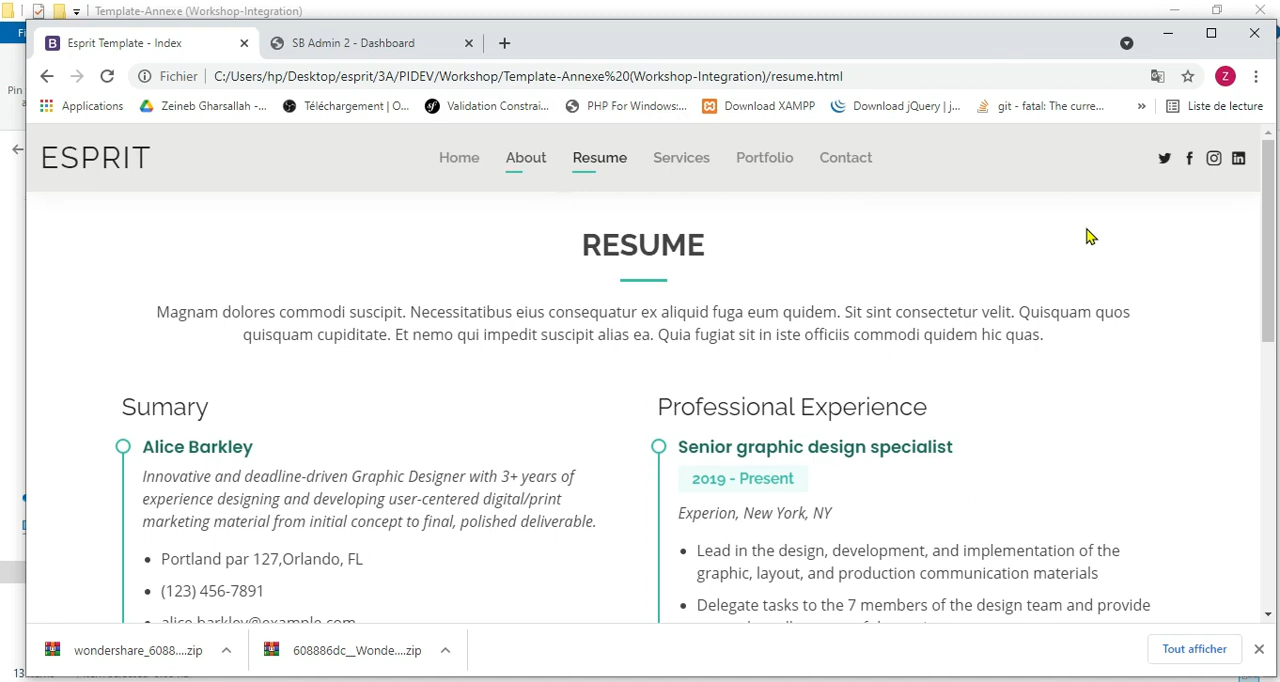 Template-Annexe (Workshop-Integration)
Fi
Esprit Template - Index
SB Admin 2 - Dashboard
Fichier
C:/Users/hp/Desktop/esprit/3A/PIDEV/Workshop/Template-Annexe%20(Workshop-Integration)/resume.html
Z
Pin
Applications
Zeineb Gharsallah -...
Téléchargement | O...
Validation Constrai...
PHP For Windows:...
Download XAMPP
Download jQuery | j...
git - fatal: The curre...
»
Liste de lecture
ESPRIT
Home
About
Resume
Services
Portfolio
Contact
RESUME
Magnam dolores commodi suscipit. Necessitatibus eius consequatur ex aliquid fuga eum quidem. Sit sint consectetur velit. Quisquam quos
quisquam cupiditate. Et nemo qui impedit suscipit alias ea. Quia fugiat sit in iste officiis commodi quidem hic quas.
Sumary
Alice Barkley
Innovative and deadline-driven Graphic Designer with 3+ years of
experience designing and developing user-centered digital/print
marketing material from initial concept to final, polished deliverable.
Portland par 127,Orlando, FL
(123) 456-7891
alice.barkley@example.com
Professional Experience
Senior graphic design specialist
2019 - Present
Experion, New York, NY
Lead in the design, development, and implementation of the
graphic, layout, and production communication materials
Delegate tasks to the 7 members of the design team and provide
wondershare_6088....zip
608886dc__Wonde....zip
Tout afficher